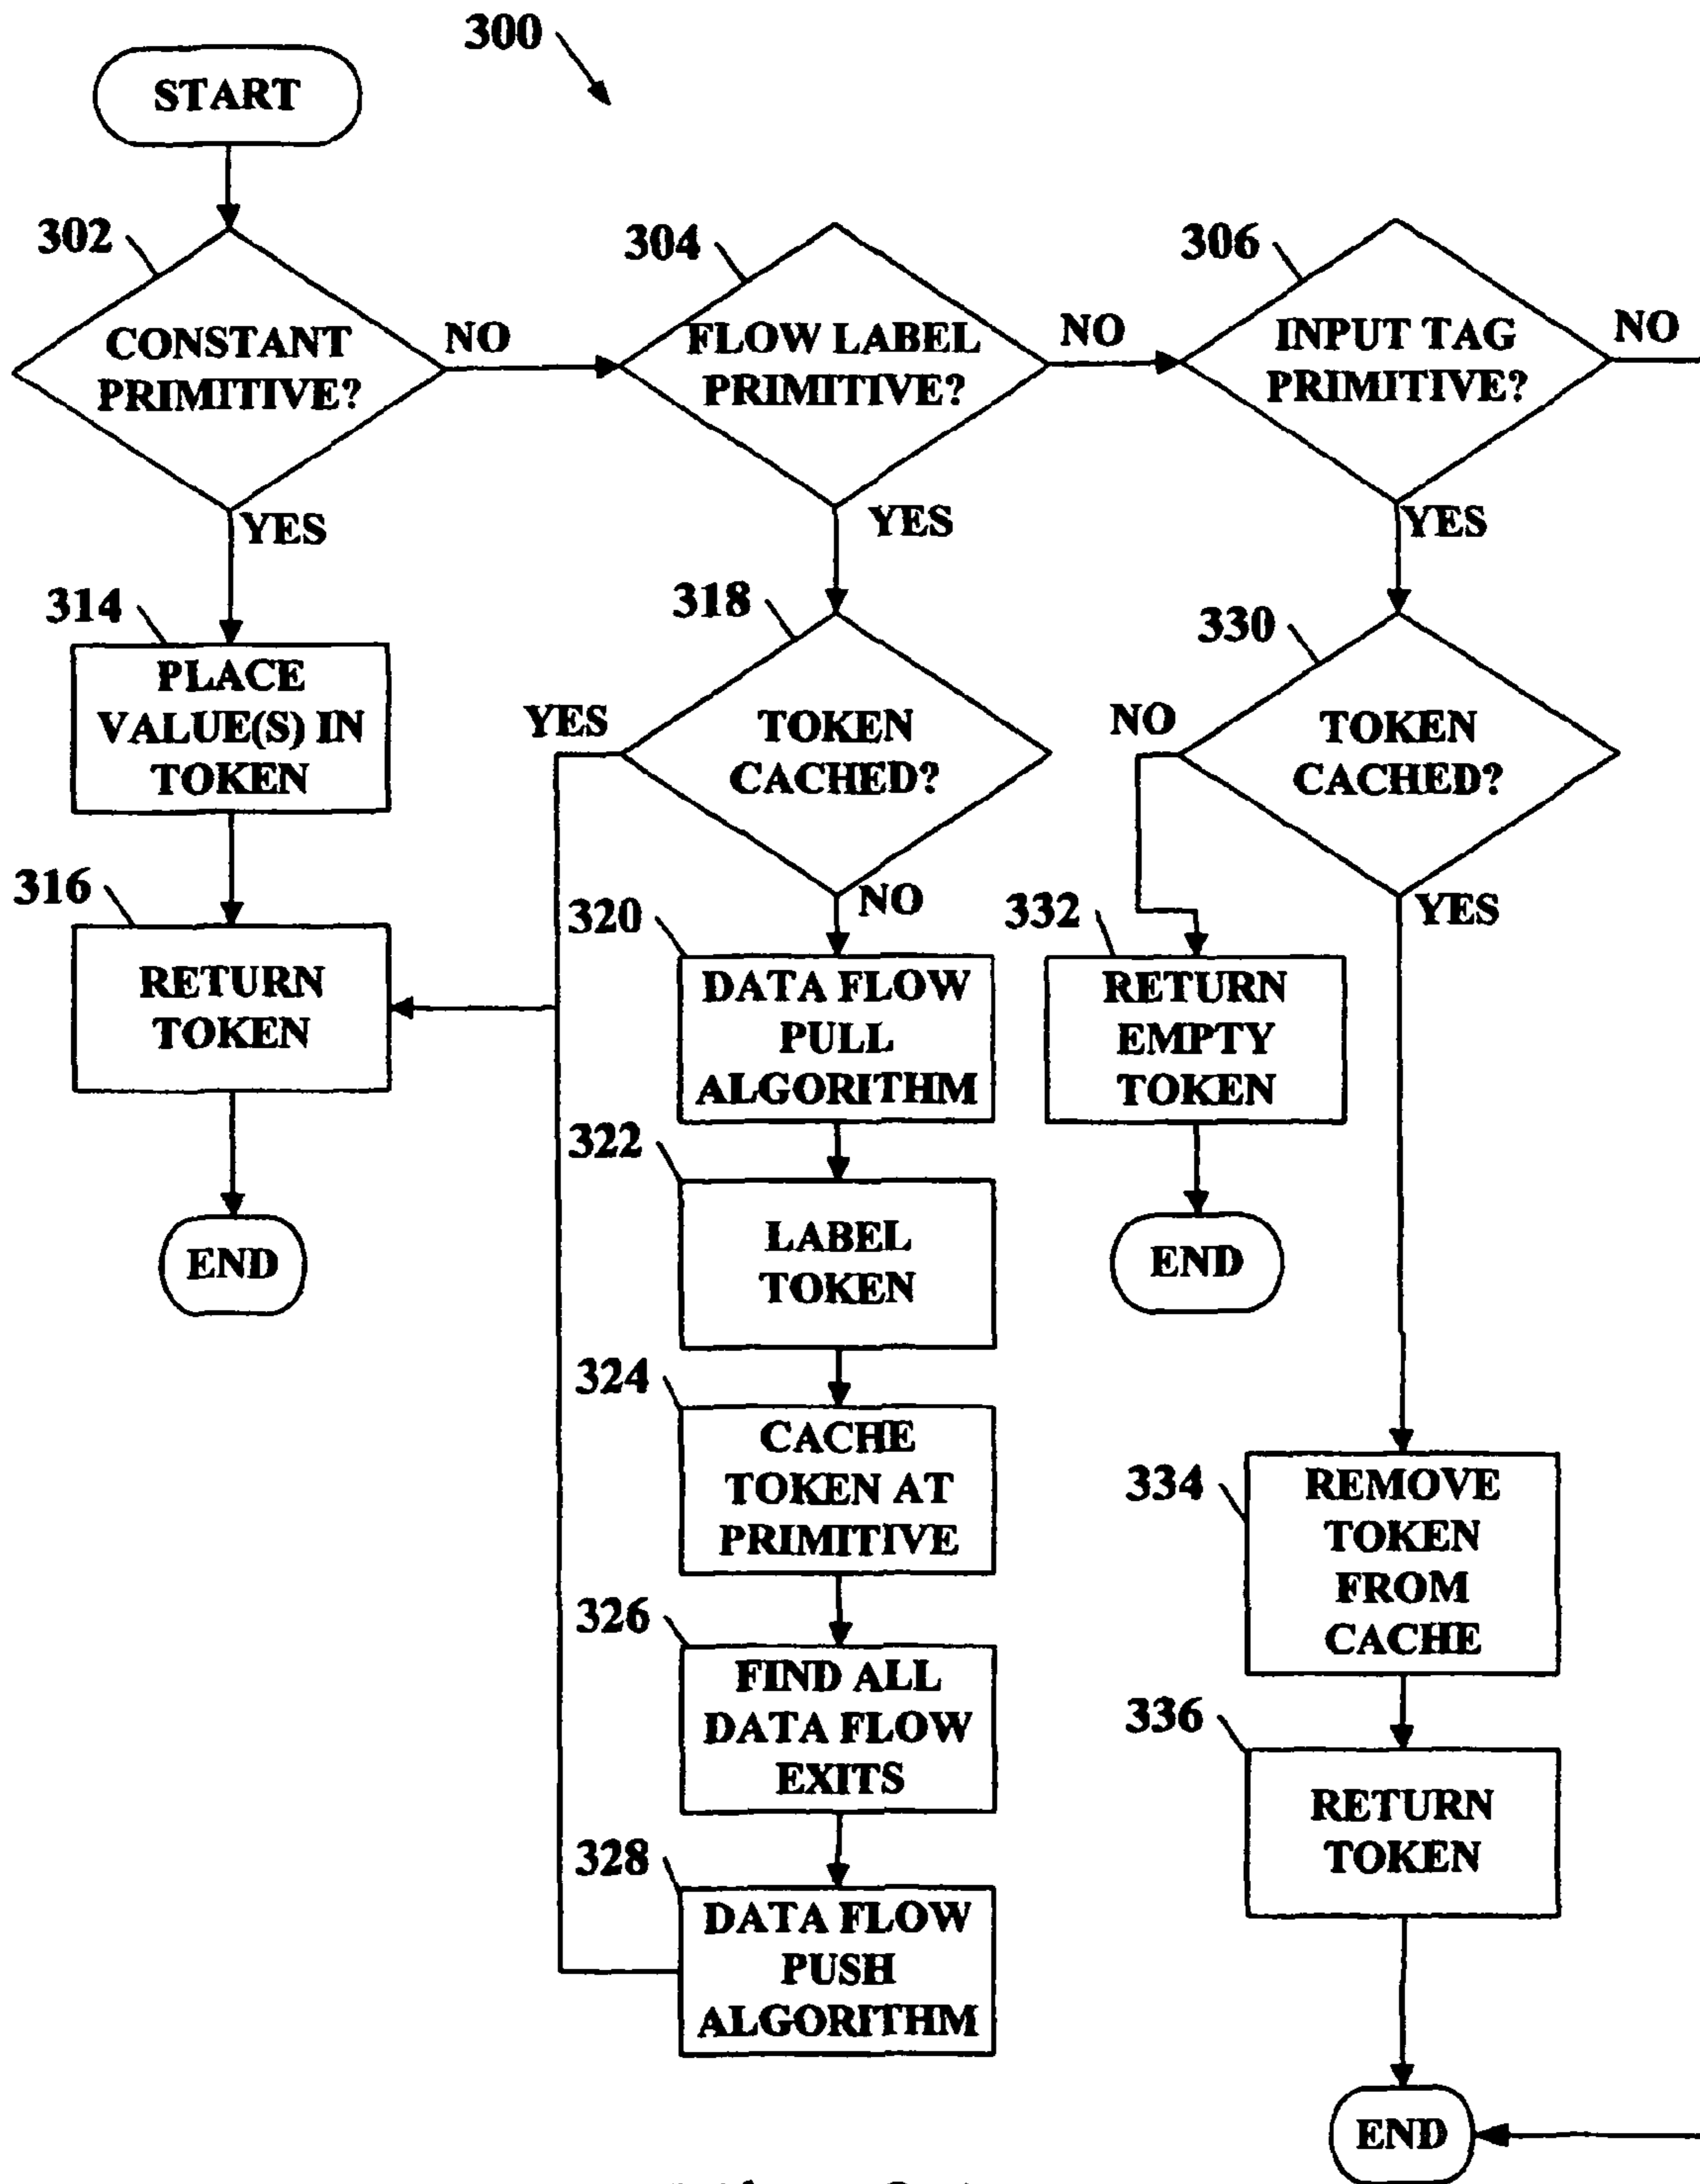 300
START
302
CONSTANT
PRIMITIVE?
NO
YES
304
FLOW LABEL
PRIMITIVE?
NO
YES
306
INPUT TAG
PRIMITIVE?
NO
YES
314
PLACE
VALUE(S) IN
TOKEN
316
RETURN
TOKEN
END
318
TOKEN
CACHED?
YES
NO
320
DATA FLOW
PULL
ALGORITHM
322
LABEL
TOKEN
324
CACHE
TOKEN AT
PRIMITIVE
326
FIND ALL
DATA FLOW
EXITS
328
DATA FLOW
PUSH
ALGORITHM
330
TOKEN
CACHED?
NO
YES
332
RETURN
EMPTY
TOKEN
END
334
REMOVE
TOKEN
FROM
CACHE
336
RETURN
TOKEN
END